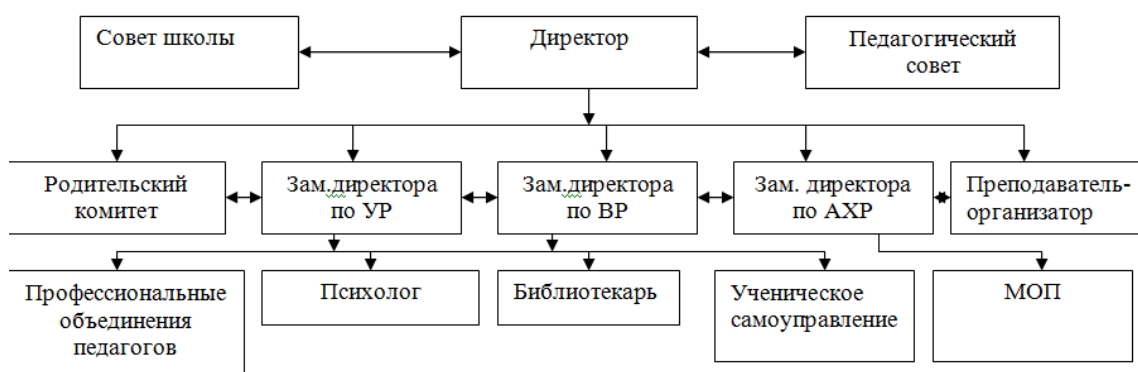 Совет школы
Директор
Педагогический
совет
Родительский
комитет
Зам.директора
по УР
Зам.директора
по ВР
Зам. директора
по АХР
Преподаватель-
организатор
Профессиональные
объединения
педагогов
Психолог
Библиотекарь
Ученическое
самоуправление
МОП